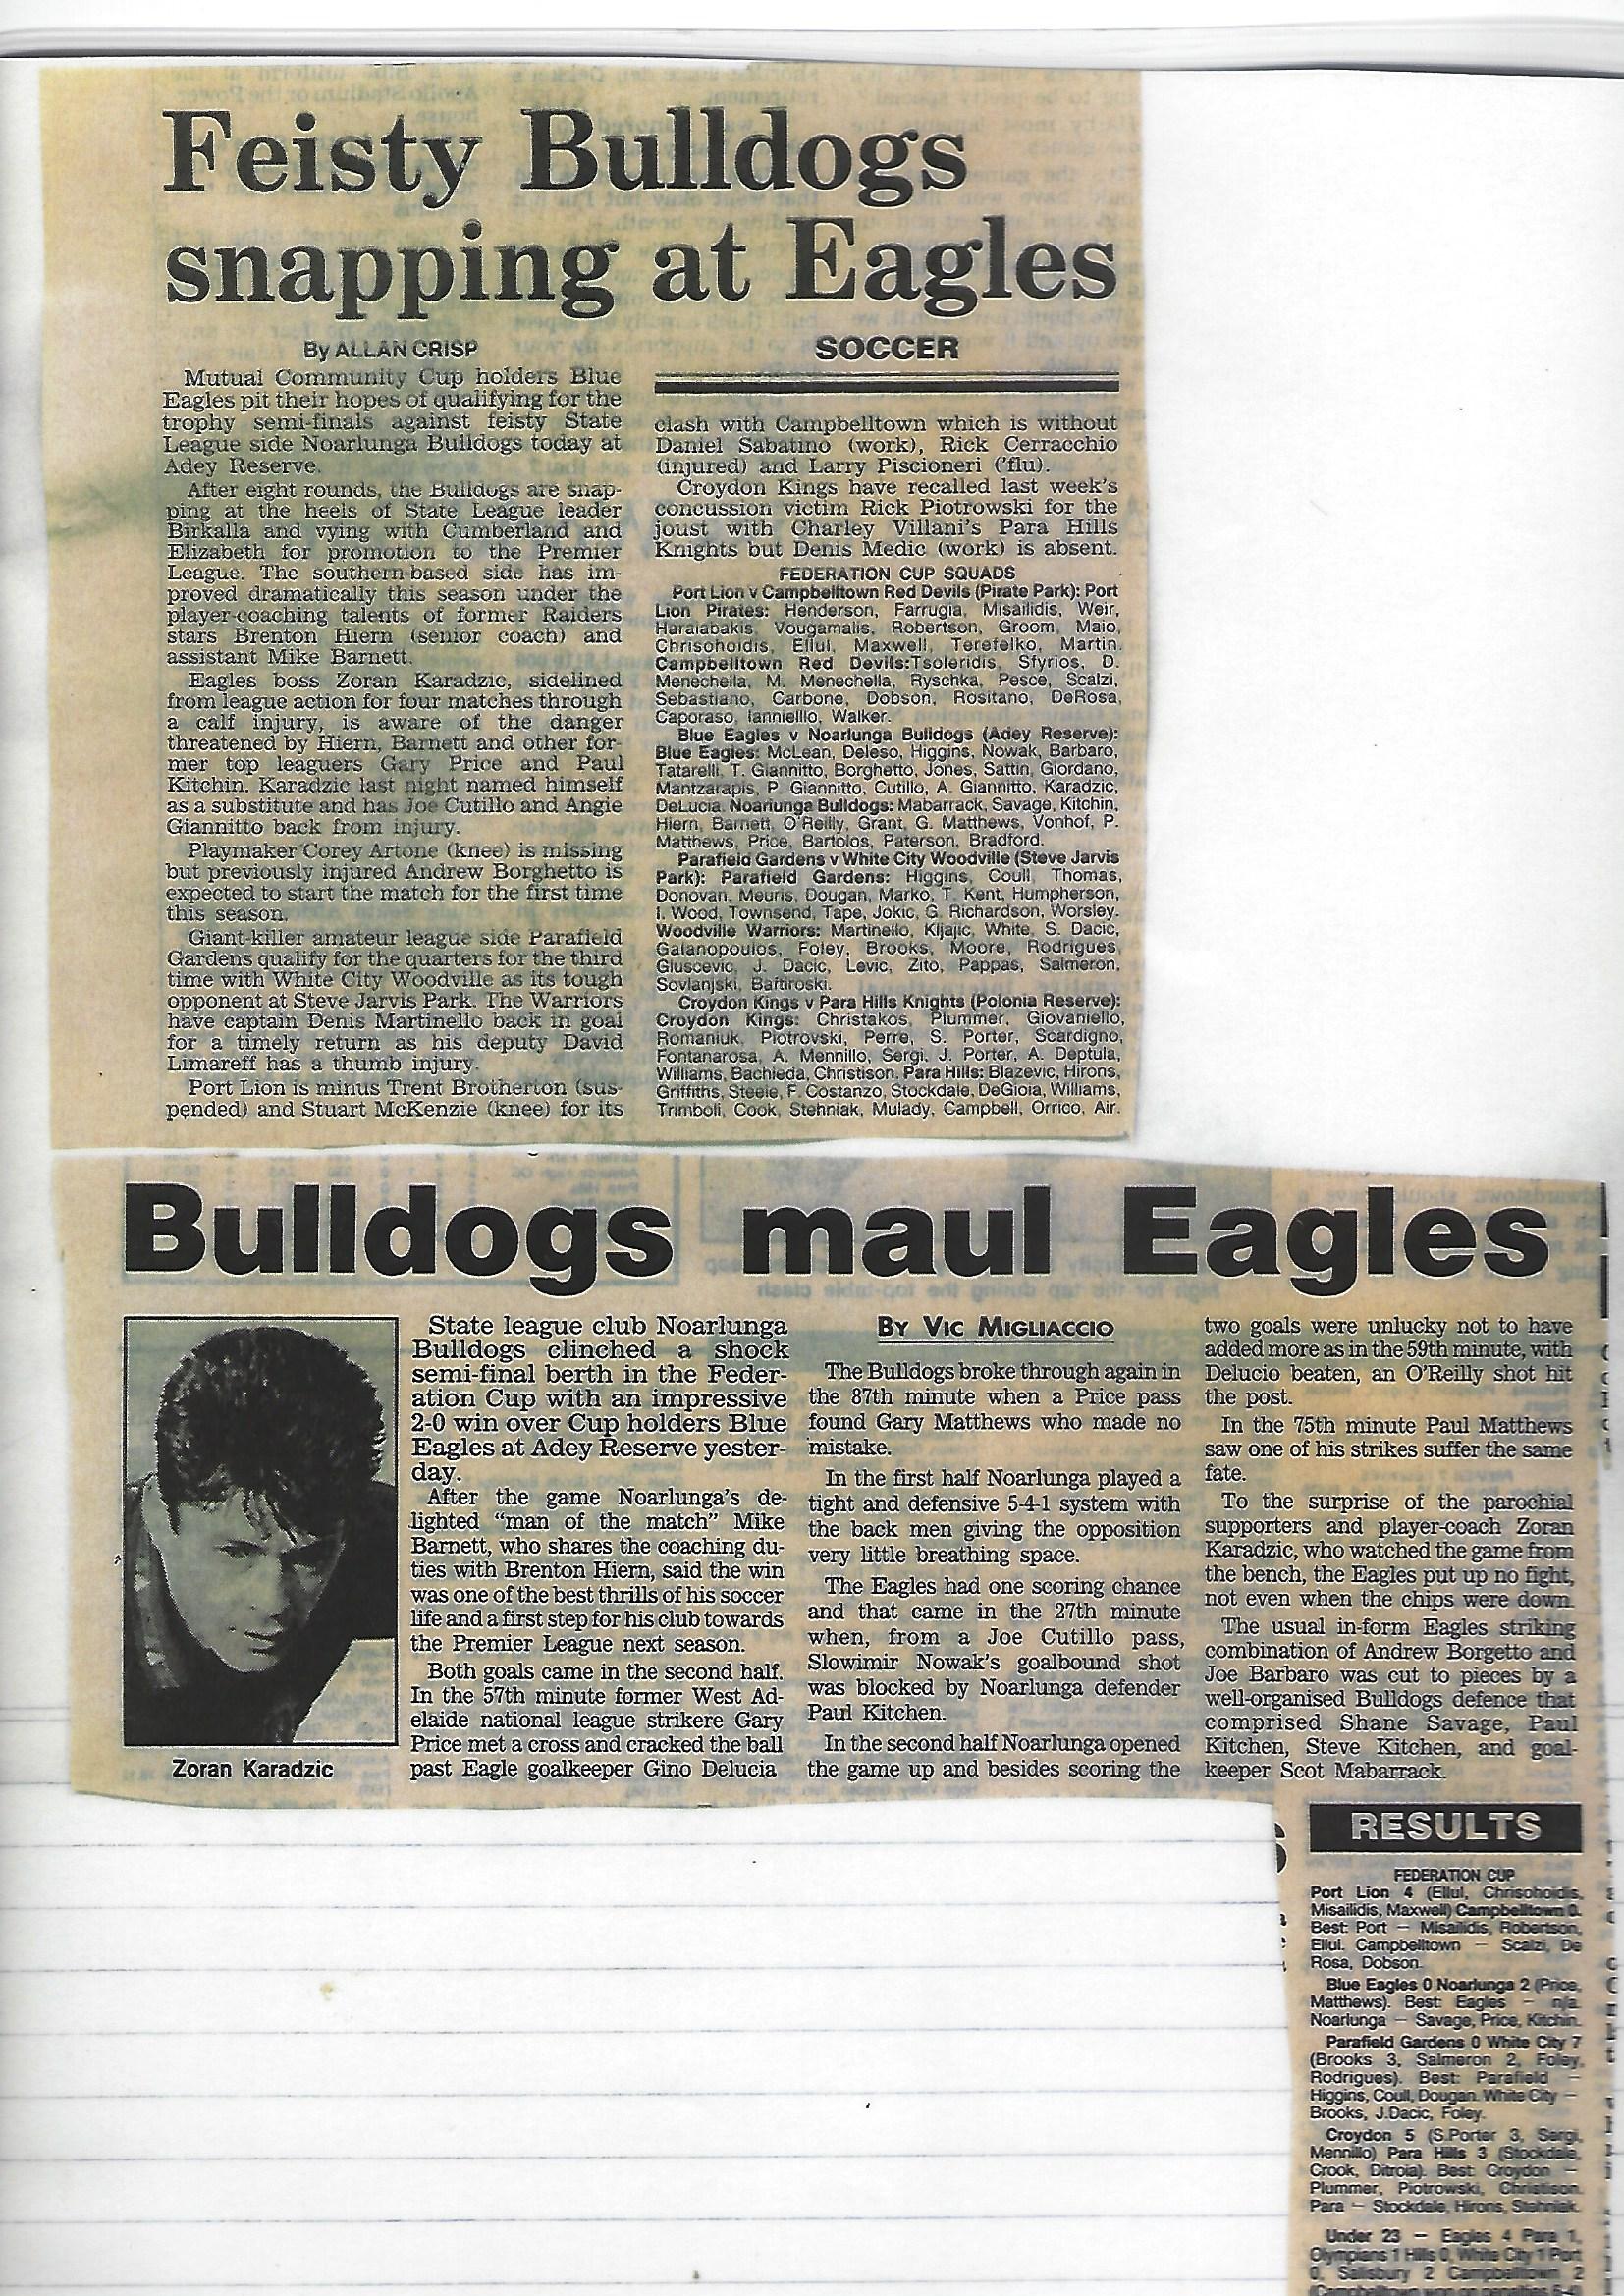 Feisty Bulldogs
snapping at Eagles
By ALLAN CRISP
Mutual Community Cup holders Blue
Eagles pit their hopes of qualifying for the
trophy semi-finals against feisty State
League side Noarlunga Bulldogs today at
Adey Reserve.
After eight rounds, the Bulldogs are snap-
ping at the heels of State League leader
Birkalla and vying with Cumberland and
Elizabeth for promotion to the Premier
League. The southern-based side has im-
proved dramatically this season under the
player-coaching talents of former Raiders
stars Brenton Hiern (senior coach) and
assistant Mike Barnett.
Eagles boss Zoran Karadzic, sidelined
from league action for four matches through
a calf injury, is aware of the danger
threatened by Hiern, Barnett and other for-
mer top leaguers Gary Price and Paul
Kitchin. Karadzic last night named himself
as a substitute and has Joe Cutillo and Angie
Giannitto back from injury.
Playmaker Corey Artone (knee) is missing
but previously injured Andrew Borghetto is
expected to start the match for the first time
this season.
Giant-killer amateur league side Parafield
Gardens qualify for the quarters for the third
time with White City Woodville as its tough
opponent at Steve Jarvis Park. The Warriors
have captain Denis Martinello back in goal
for a timely return as his deputy David
Limareff has a thumb injury.
Port Lion is minus Trent Brotherton (sus-
pended) and Stuart McKenzie (knee) for its
SOCCER
clash with Campbelltown which is without
Daniel Sabatino (work), Rick Cerracchio
(injured) and Larry Piscioneri ('flu).
Croydon Kings have recalled last week's
concussion victim Rick Piotrowski for the
joust with Charley Villani's Para Hills
Knights but Denis Medic (work) is absent.
FEDERATION CUP SQUADS
Port Lion v Campbelltown Red Devils (Pirate Park): Port
Lion Pirates: Henderson, Farrugia, Misailidis, Weir,
Haralabakis, Vougamalis, Robertson, Groom, Maio,
Chrisohoidis, Ellul, Maxwell, Terefelko, Martin.
Campbelltown Red Devils:Tsoleridis, Sfyrios, D.
Menechella, M. Menechella, Ryschka, Pesce, Scalzi,
Sebastiano, Carbone, Dobson, Rositano, DeRosa,
Caporaso, Ianniellio, Walker.
Blue Eagles v Noarlunga Bulldogs (Adey Reserve):
Blue Eagles: McLean, Deleso, Higgins, Nowak, Barbaro,
Tatarelli, T. Giannitto, Borghetto, Jones, Sattin, Giordano,
Mantzarapis, P. Giannitto, Cutillo, A. Giannitto, Karadzic,
DeLucia. Noarlunga Bulldogs: Mabarrack, Savage, Kitchin,
Hiern, Barnett, O'Reilly, Grant, G. Matthews, Vonhof, P.
Matthews, Price, Bartolos, Paterson, Bradford.
Parafield Gardens v White City Woodville (Steve Jarvis
Park): Parafield Gardens: Higgins, Coull, Thomas,
Donovan, Meuris, Dougan, Marko, T. Kent, Humpherson,
I. Wood, Townsend, Tape, Jokic, G. Richardson, Worsley.
Woodville Warriors: Martinello, Kljajic, White, S. Dacic,
Galanopoulos, Foley, Brooks, Moore, Rodrigues,
Gluscevic, J. Dacic, Levic, Zito, Pappas, Salmeron,
Sovlanjski, Baftiroski.
Croydon Kings v Para Hills Knights (Polonia Reserve):
Croydon Kings: Christakos, Plummer, Giovaniello,
Romaniuk, Piotrovski, Perre, S. Porter, Scardigno,
Fontanarosa, A. Mennillo, Sergi, J. Porter, A. Deptula,
Williams, Bachieda, Christison. Para Hills: Blazevic, Hirons,
Griffiths, Steele, F. Costanzo, Stockdale, DeGioia, Williams,
Trimboli, Cook, Stehniak, Mulady, Campbell, Orrico, Air.
Bulldogs maul Eagles
Zoran Karadzic
State league club Noarlunga
Bulldogs clinched a shock
semi-final berth in the Feder-
ation Cup with an impressive
2-0 win over Cup holders Blue
Eagles at Adey Reserve yester-
day.
After the game Noarlunga's de-
lighted "man of the match" Mike
Barnett, who shares the coaching du-
ties with Brenton Hiern, said the win
was one of the best thrills of his soccer
life and a first step for his club towards
the Premier League next season.
Both goals came in the second half.
In the 57th minute former West Ad-
elaide national league strikere Gary
Price met a cross and cracked the ball
past Eagle goalkeeper Gino Delucia
BY VIC MIGLIACCIO
The Bulldogs broke through again in
the 87th minute when a Price pass
found Gary Matthews who made no
mistake.
In the first half Noarlunga played a
tight and defensive 5-4-1 system with
the back men giving the opposition
very little breathing space.
The Eagles had one scoring chance
and that came in the 27th minute
when, from a Joe Cutillo pass,
Slowimir Nowak's goalbound shot
was blocked by Noarlunga defender
Paul Kitchen.
In the second half Noarlunga opened
the game up and besides scoring the
two goals were unlucky not to have
added more as in the 59th minute, with
Delucio beaten, an O'Reilly shot hit
the post.
In the 75th minute Paul Matthews
saw one of his strikes suffer the same
fate.
To the surprise of the parochial
supporters and player-coach Zoran
Karadzic, who watched the game from
the bench, the Eagles put up no fight,
not even when the chips were down.
The usual in-form Eagles striking
combination of Andrew Borgetto and
Joe Barbaro was cut to pieces by a
well-organised Bulldogs defence that
comprised Shane Savage, Paul
Kitchen, Steve Kitchen, and goal-
keeper Scot Mabarrack.
RESULTS
FEDERATION CUP
Port Lion 4 (Ellul, Chrisohoidis,
Misailidis, Maxwell) Campbelltown 0.
Best: Port — Misailidis, Robertson,
Ellul. Campbelltown — Scalzi, De
Rosa, Dobson.
Blue Eagles 0 Noarlunga 2 (Price,
Matthews). Best: Eagles — n/a.
Noarlunga — Savage, Price, Kitchin.
Parafield Gardens 0 White City 7
(Brooks 3, Salmeron 2, Foley,
Rodrigues). Best: Parafield —
Higgins, Coull, Dougan. White City —
Brooks, J.Dacic, Foley.
Croydon 5 (S.Porter 3, Sergi,
Mennillo) Para Hills 3 (Stockdale,
Crook, Ditroia). Best: Croydon —
Plummer, Piotrowski, Christison.
Para — Stockdale, Hirons, Stehniak.
Under 23 — Eagles 4 Para 1,
Olympians 1 Hills 0, White City 1 Port
0, Salisbury 2 Campbelltown 2